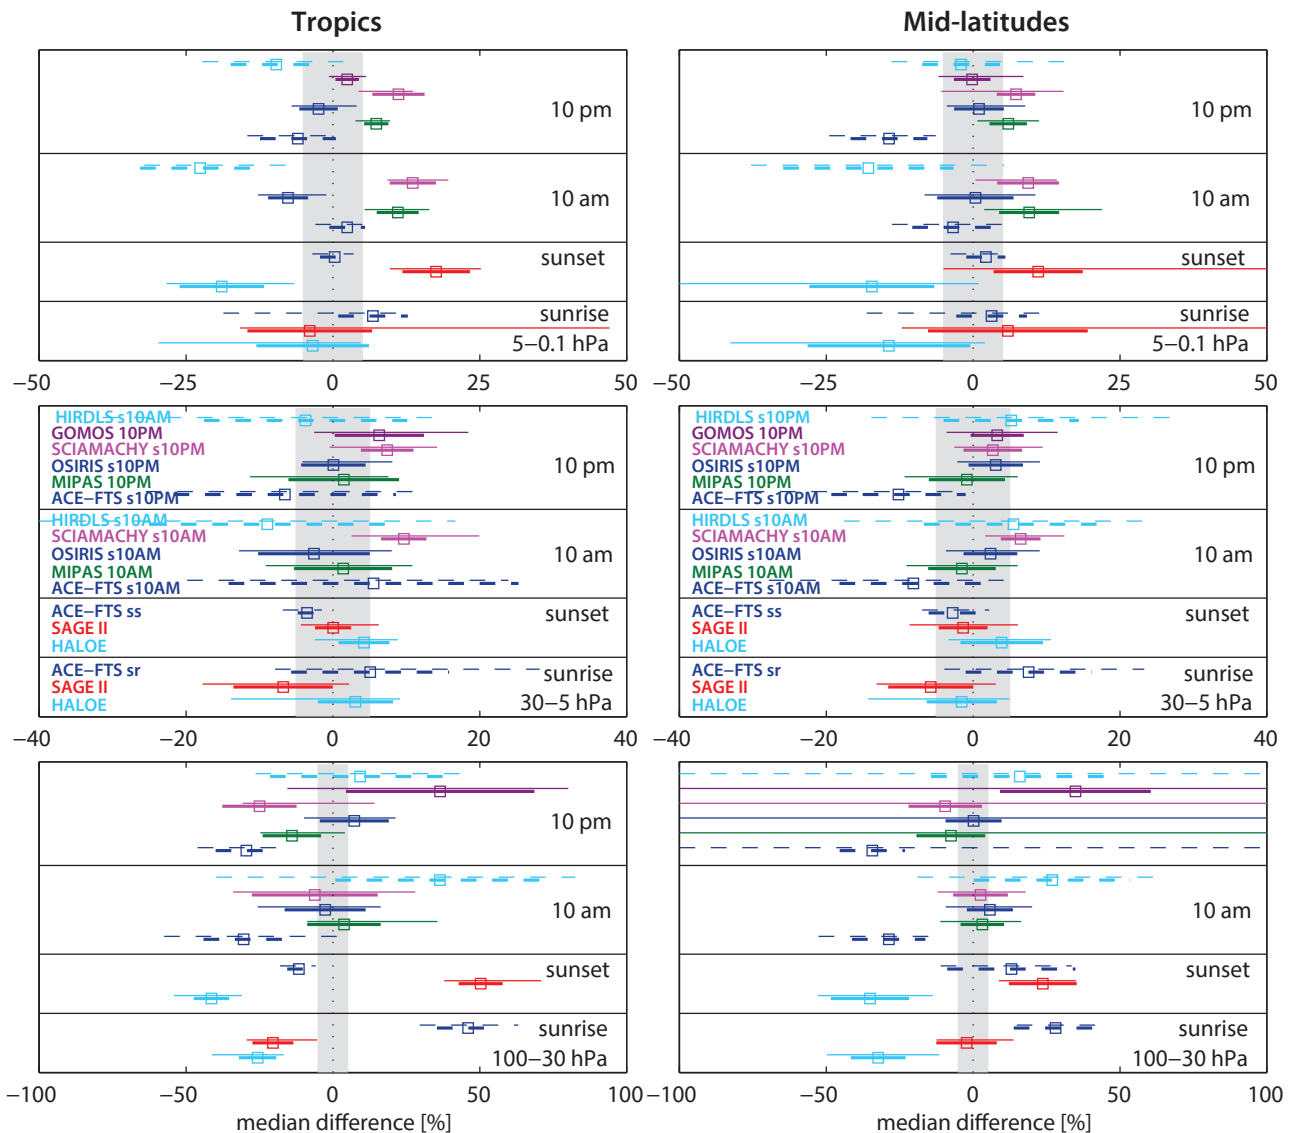 Tropics
Mid-latitudes
10 pm
10 am
sunset
sunrise
5−0.1 hPa
−50 −25 0 25 50
10 pm
10 am
sunset
sunrise
5−0.1 hPa
−50 −25 0 25 50
HIRDLS s10AM
GOMOS 10PM
SCIAMACHY s10PM
OSIRIS s10PM
MIPAS 10PM
ACE−FTS s10PM
10 pm
HIRDLS s10AM
SCIAMACHY s10AM
OSIRIS s10AM
MIPAS 10AM
ACE−FTS s10AM
10 am
ACE−FTS ss
SAGE II
HALOE
sunset
ACE−FTS sr
SAGE II
HALOE
sunrise
30−5 hPa
−40 −20 0 20 40
HIRDLS s10PM
GOMOS 10PM
SCIAMACHY s10PM
OSIRIS s10PM
MIPAS 10PM
ACE−FTS s10PM
10 pm
HIRDLS s10AM
SCIAMACHY s10AM
OSIRIS s10AM
MIPAS 10AM
ACE−FTS s10AM
10 am
ACE−FTS ss
SAGE II
HALOE
sunset
ACE−FTS sr
SAGE II
HALOE
sunrise
30−5 hPa
−40 −20 0 20 40
10 pm
10 am
sunset
sunrise
100−30 hPa
−100 −50 0 50 100
median difference [%]
10 pm
10 am
sunset
sunrise
100−30 hPa
−100 −50 0 50 100
median difference [%]